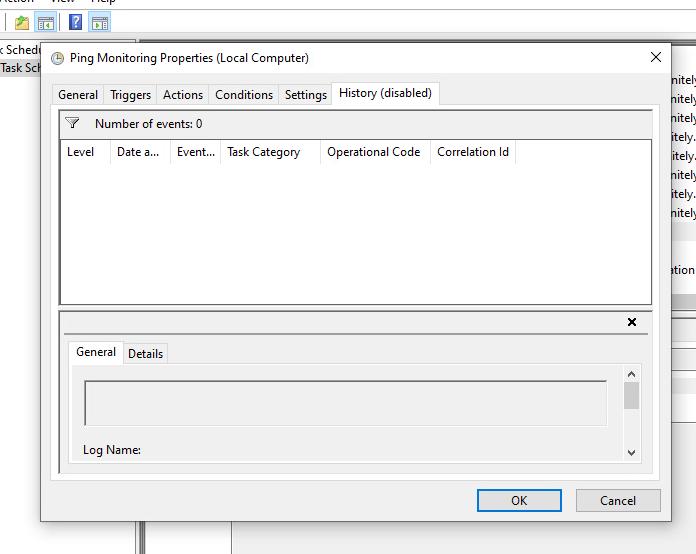 Action View Help
k Schedu
Task Sch
Ping Monitoring Properties (Local Computer)
General Triggers Actions Conditions Settings History (disabled)
Number of events: 0
Level Date a... Event... Task Category Operational Code Correlation Id
General Details
Log Name:
OK Cancel
nitely
nitely
nitely
nitely.
itely.
nitely
itely.
nitely
ation